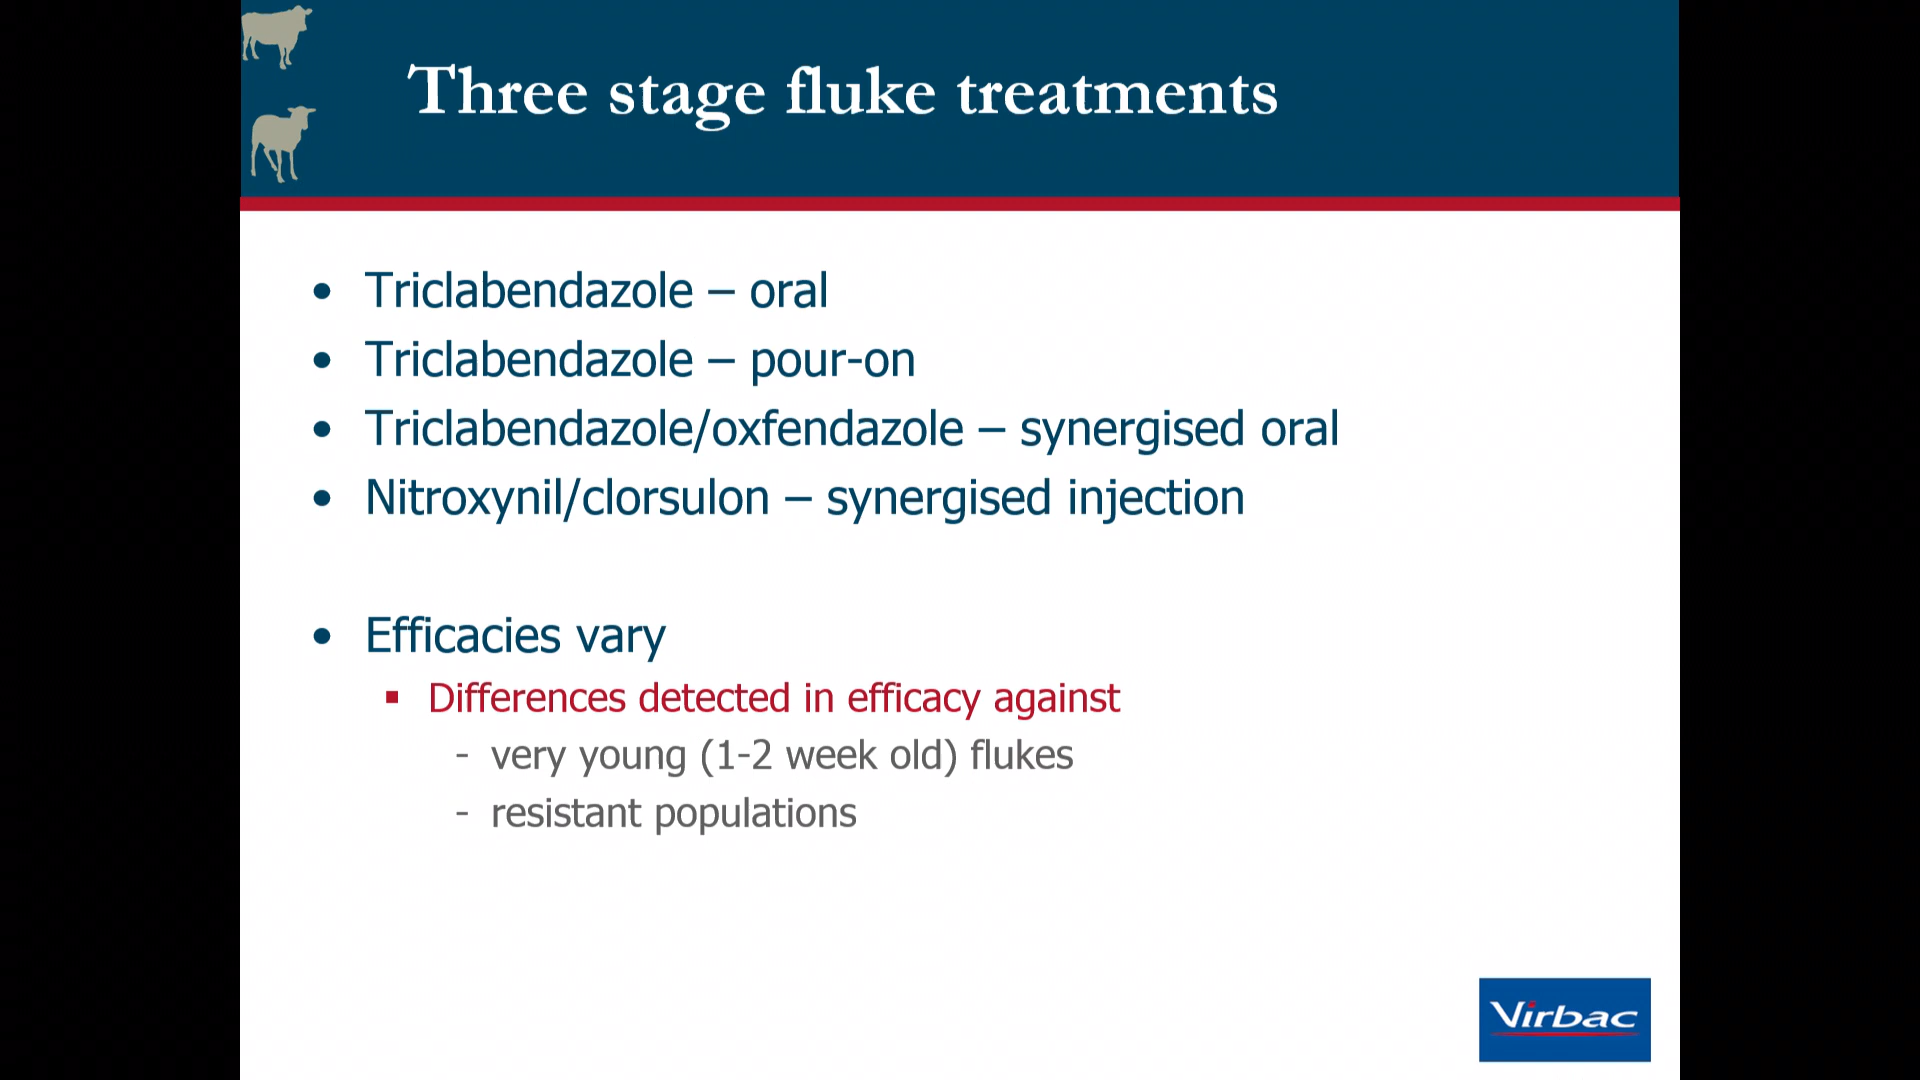 Three stage fluke treatments
• Triclabendazole – oral
• Triclabendazole – pour-on
• Triclabendazole/oxfendazole – synergised oral
• Nitroxynil/clorsulon – synergised injection
• Efficacies vary
▪ Differences detected in efficacy against
- very young (1-2 week old) flukes
- resistant populations
Virbac